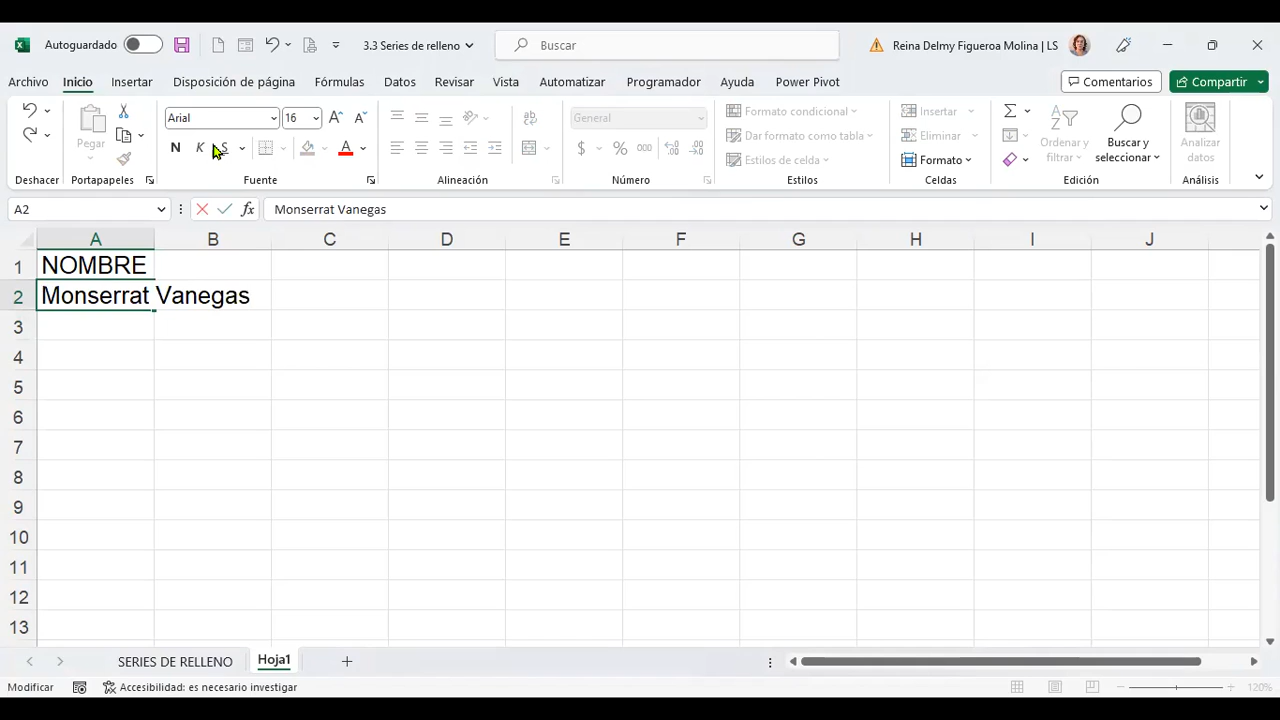 Autoguardado 3.3 Series de relleno Buscar Reina Delmy Figueroa Molina | LS
Archivo Inicio Insertar Disposición de página Fórmulas Datos Revisar Vista Automatizar Programador Ayuda Power Pivot Comentarios Compartir
Arial 16 General Formato condicional Insertar
Pegar Dar formato como tabla Eliminar Ordenar y filtrar Buscar y seleccionar Analizar datos
N K S $ % 000 Estilos de celda Formato
Deshacer Portapapeles Fuente Alineación Número Estilos Celdas Edición Análisis
A2 fx Monserrat Vanegas
A B C D E F G H I J
1 NOMBRE
2 Monserrat Vanegas
3
4
5
6
7
8
9
10
11
12
13
SERIES DE RELLENO Hoja1
Modificar Accesibilidad: es necesario investigar 120%